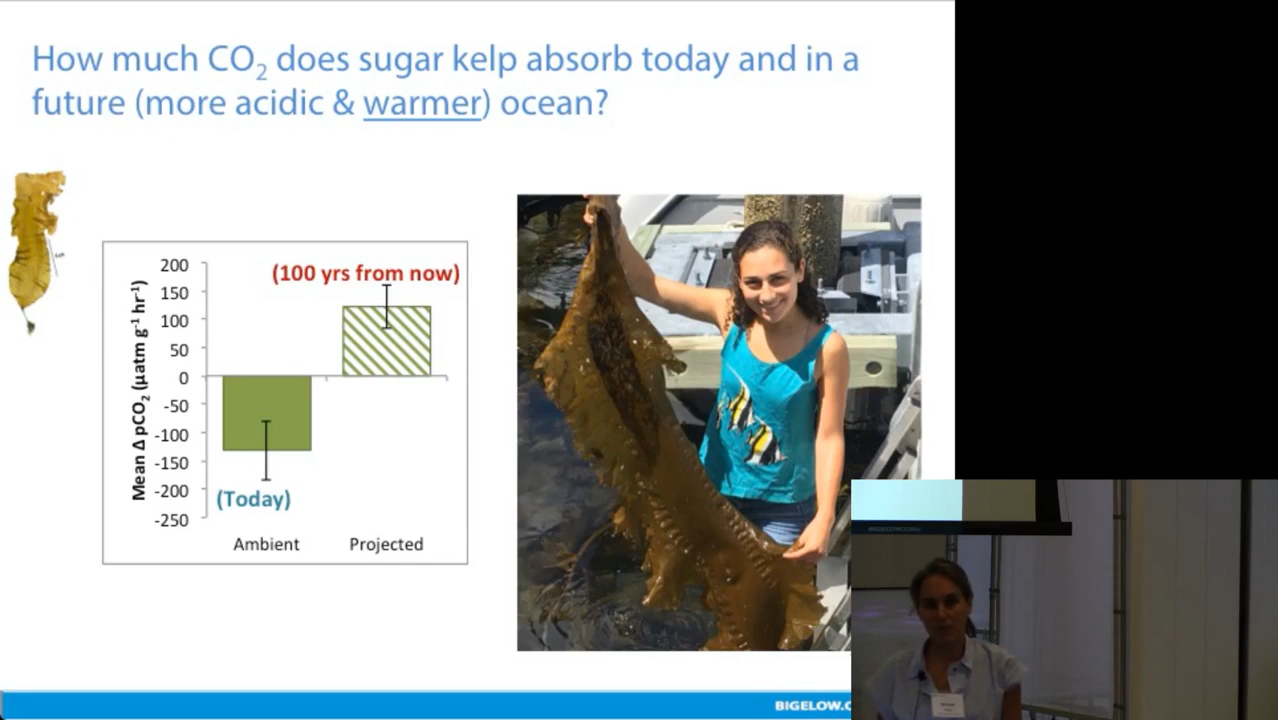 How much CO₂ does sugar kelp absorb today and in a
future (more acidic & warmer) ocean?
200
150
100
50
0
-50
-100
-150
-200
-250
Mean Δ pCO₂ (µatm g⁻¹ hr⁻¹)
(100 yrs from now)
(Today)
Ambient
Projected
BIGELOW.